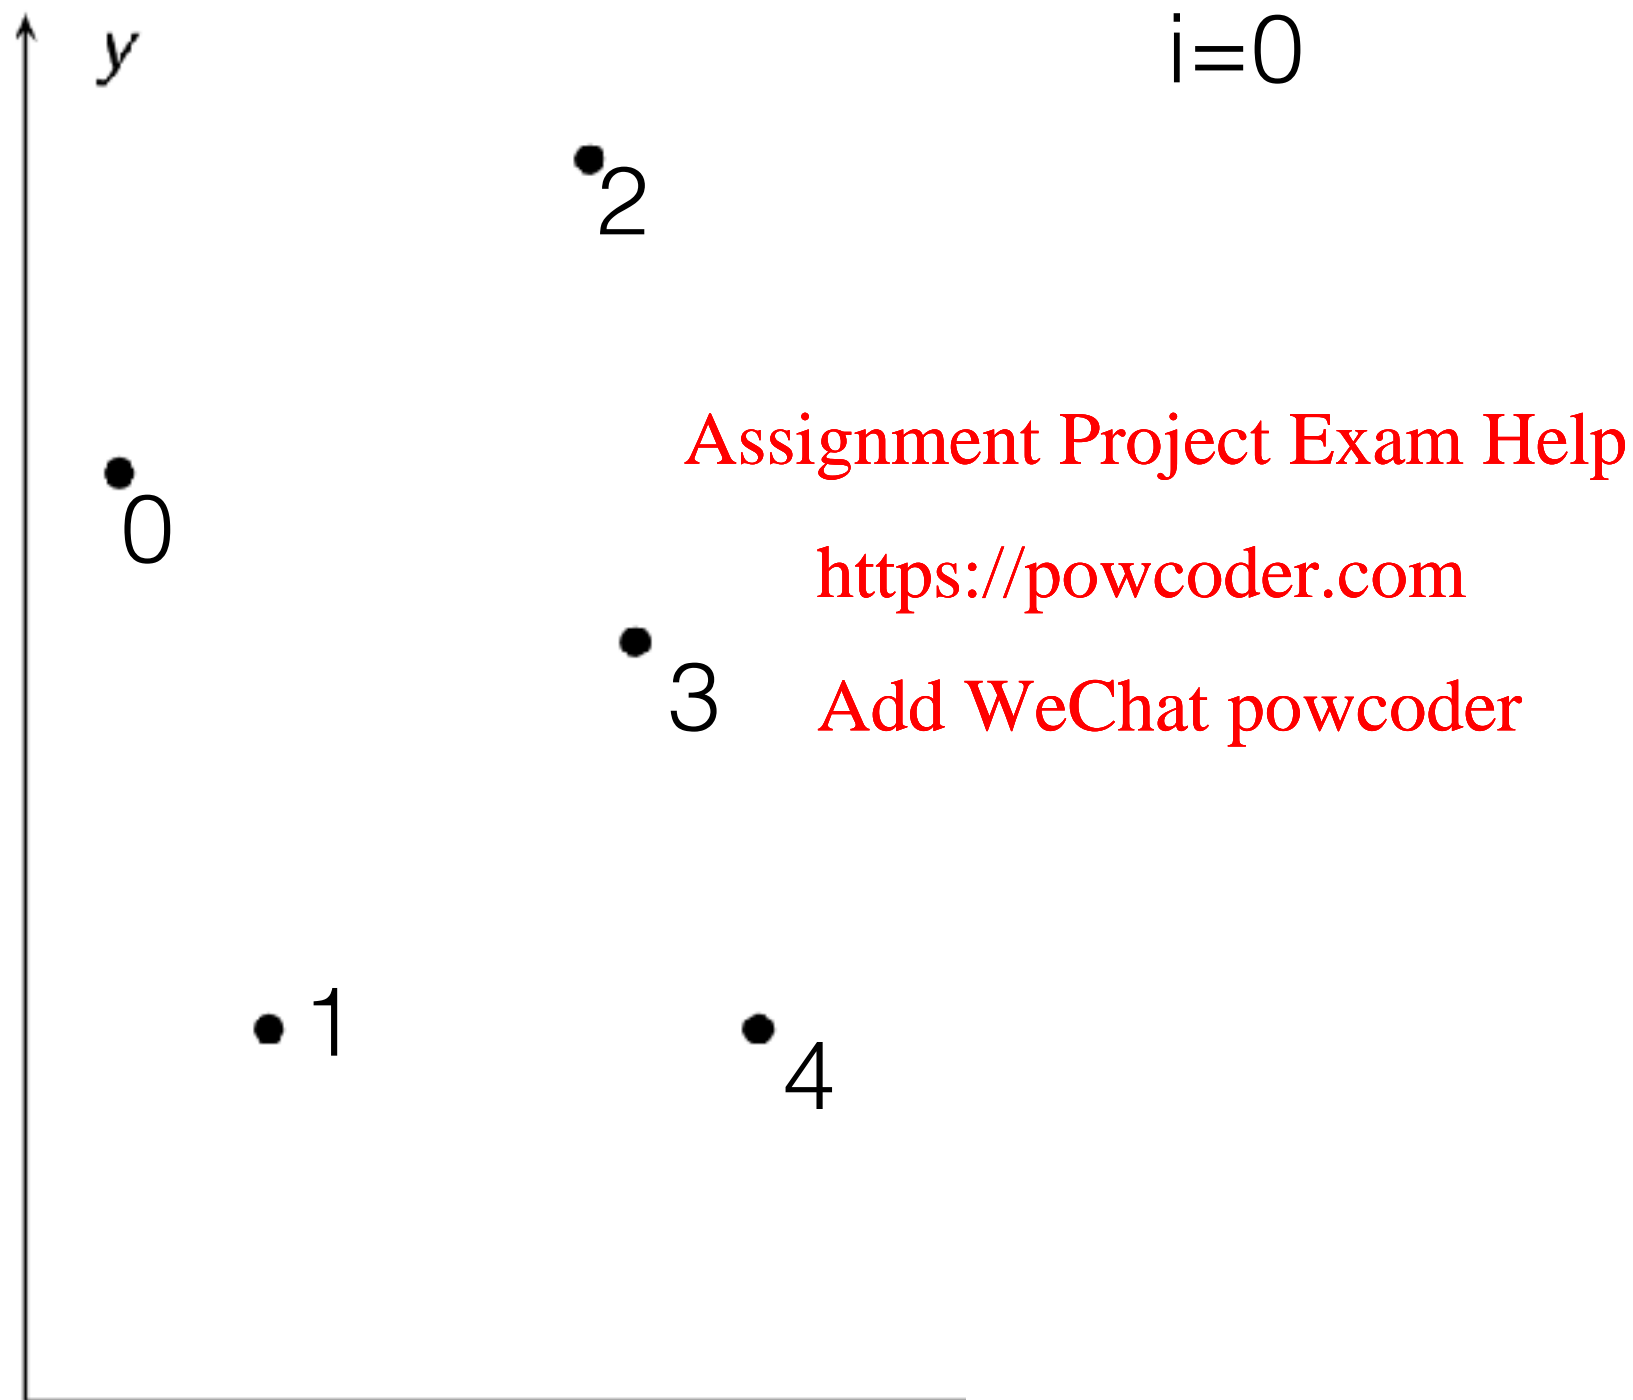 y
i=0
2
Assignment Project Exam Help
0
https://powcoder.com
3
Add WeChat powcoder
1
4